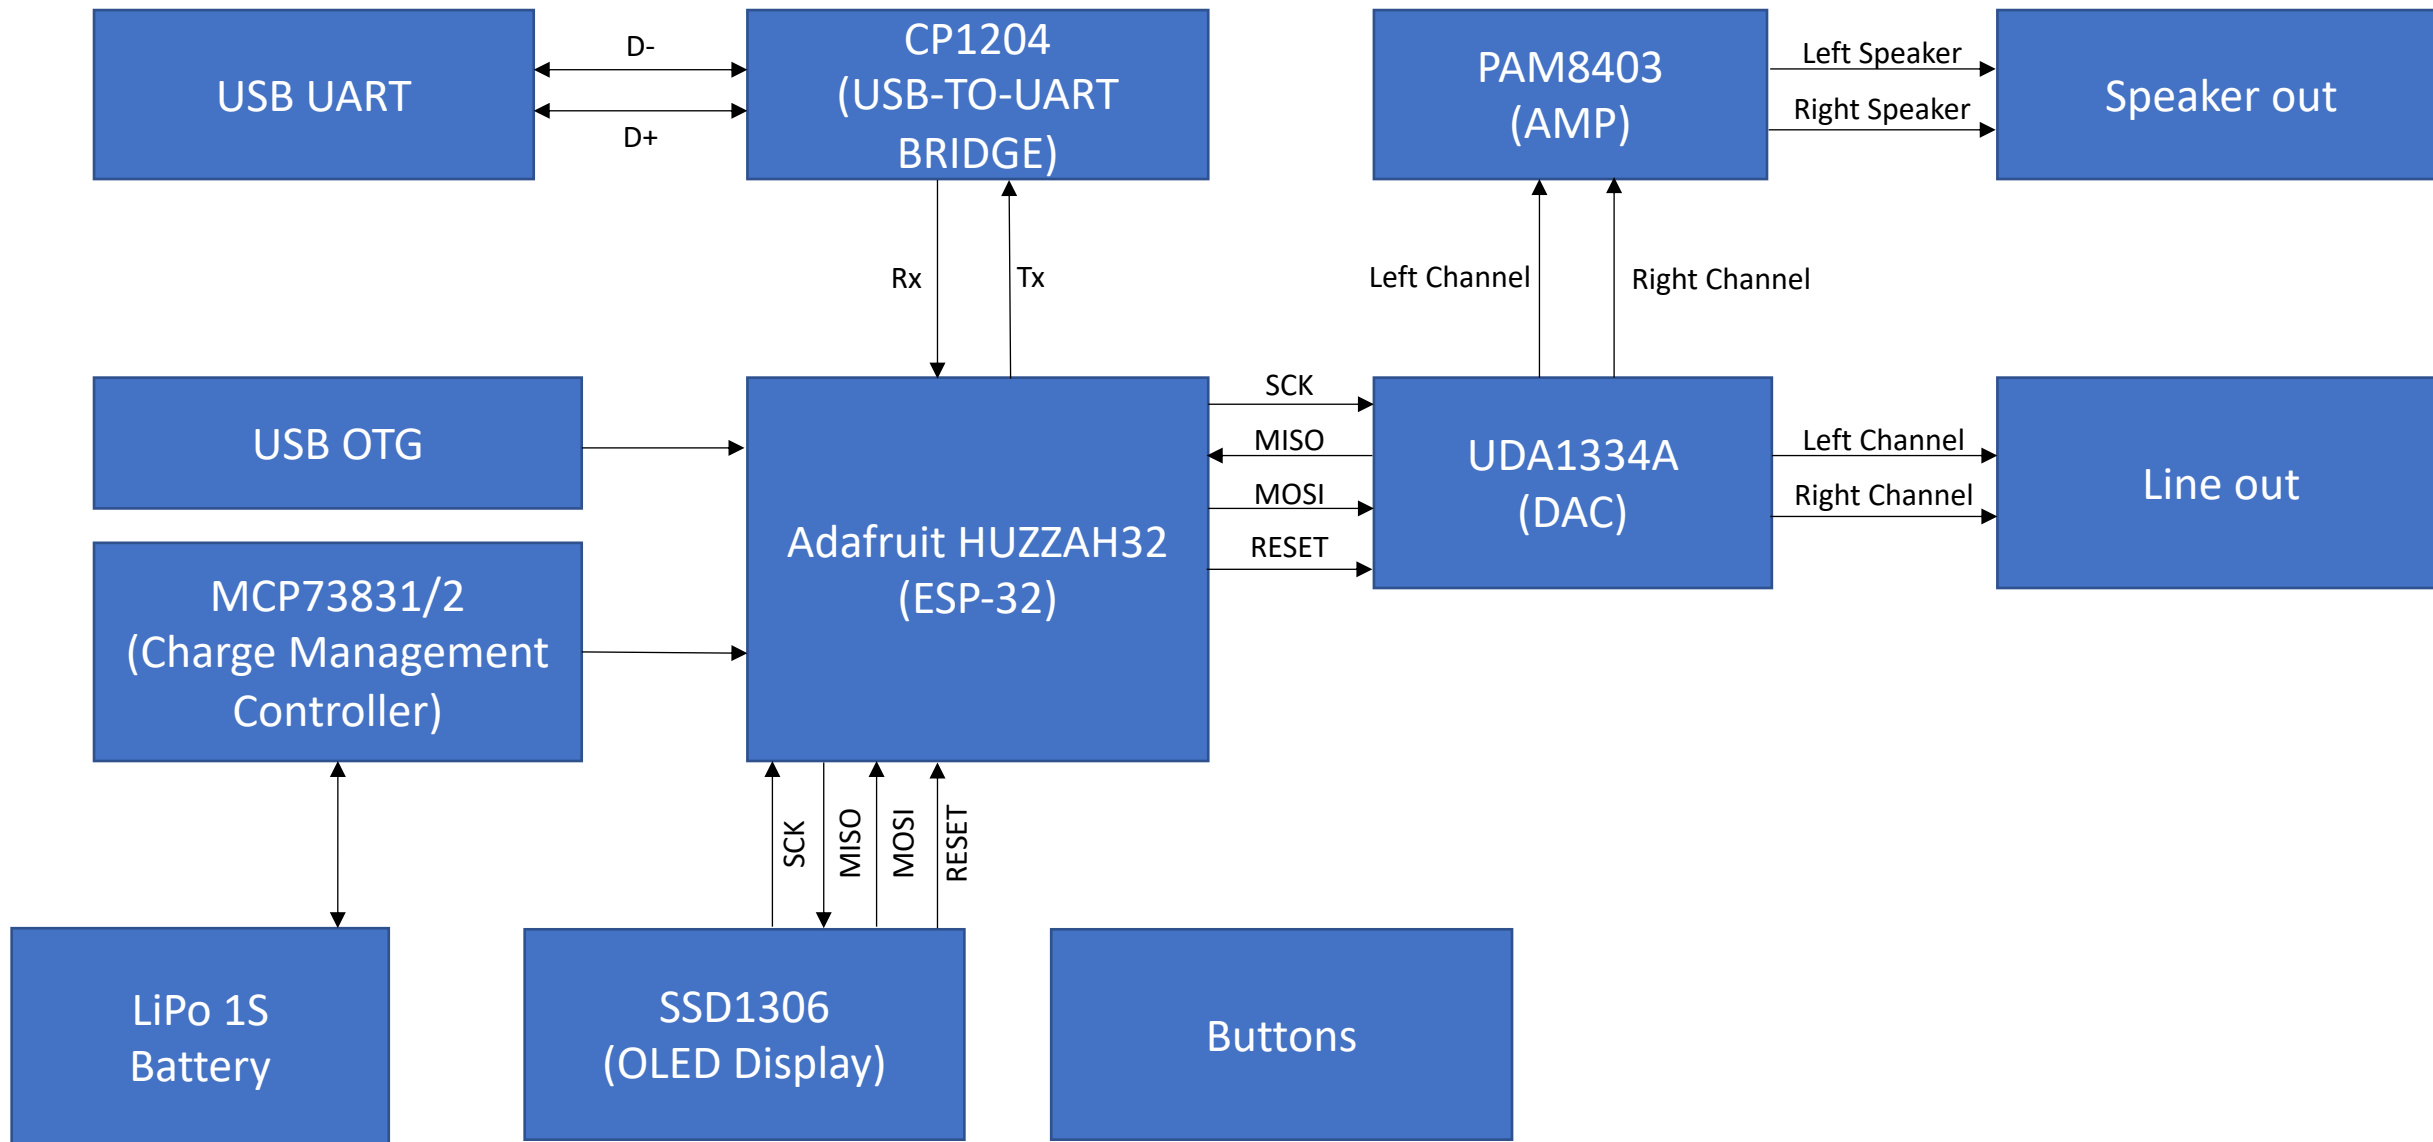 USB UART
D-
D+
CP1204
(USB-TO-UART
BRIDGE)
PAM8403
(AMP)
Left Speaker
Right Speaker
Speaker out
Rx
Tx
Left Channel
Right Channel
USB OTG
Adafruit HUZZAH32
(ESP-32)
SCK
MISO
MOSI
RESET
UDA1334A
(DAC)
Left Channel
Right Channel
Line out
MCP73831/2
(Charge Management
Controller)
SCK
MISO
MOSI
RESET
LiPo 1S
Battery
SSD1306
(OLED Display)
Buttons